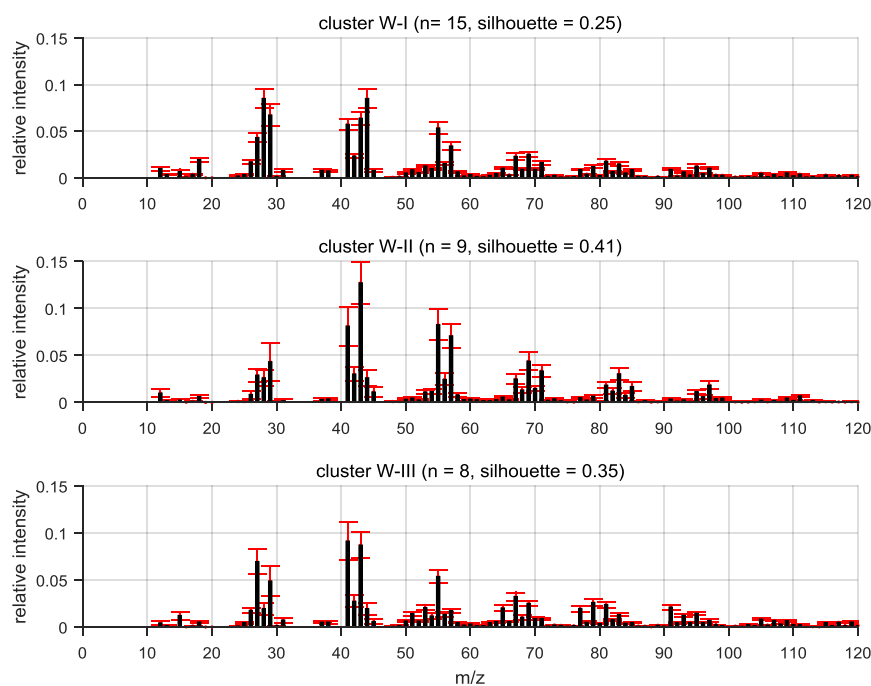 cluster W-I (n= 15, silhouette = 0.25)
relative intensity
0.15
0.1
0.05
0
0 10 20 30 40 50 60 70 80 90 100 110 120
cluster W-II (n = 9, silhouette = 0.41)
relative intensity
0.15
0.1
0.05
0
0 10 20 30 40 50 60 70 80 90 100 110 120
cluster W-III (n = 8, silhouette = 0.35)
relative intensity
0.15
0.1
0.05
0
0 10 20 30 40 50 60 70 80 90 100 110 120
m/z